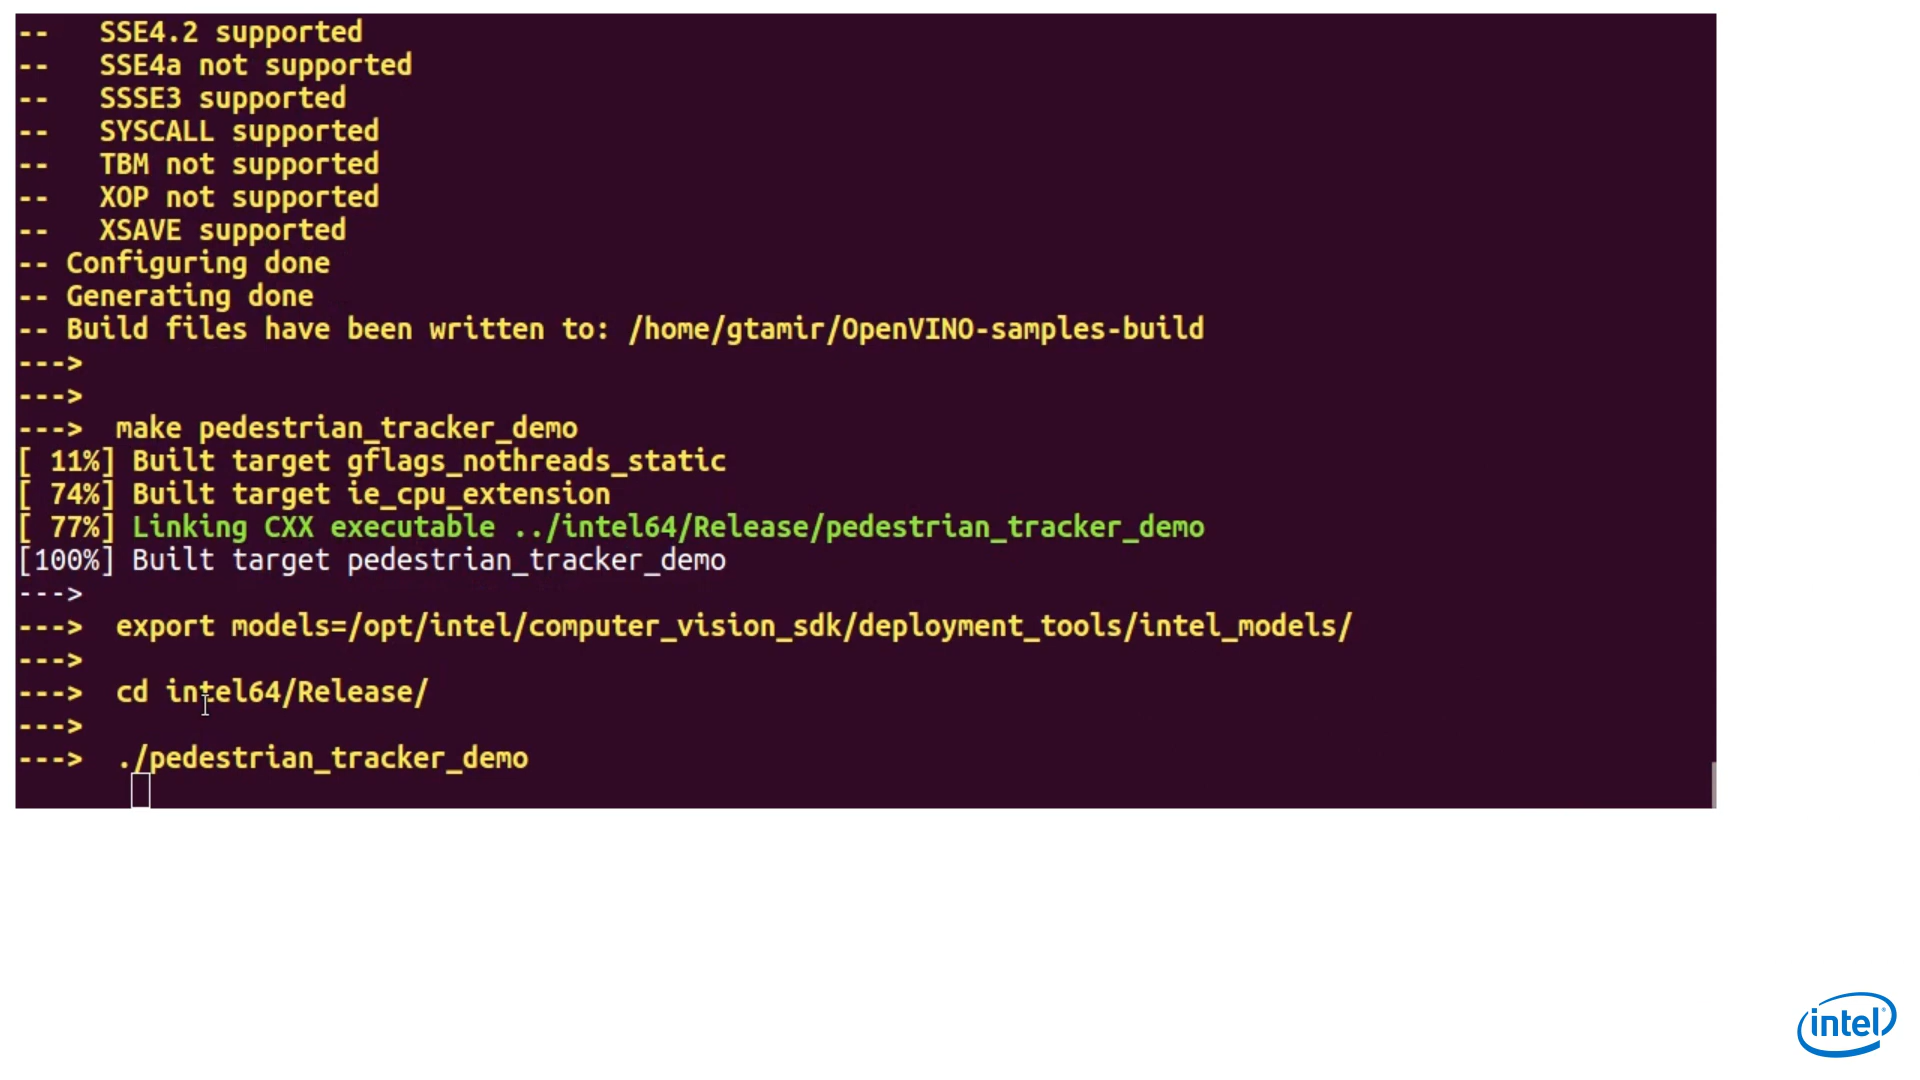 --   SSE4.2 supported
--   SSE4a not supported
--   SSSE3 supported
--   SYSCALL supported
--   TBM not supported
--   XOP not supported
--   XSAVE supported
-- Configuring done
-- Generating done
-- Build files have been written to: /home/gtamir/OpenVINO-samples-build
--->
--->
--->  make pedestrian_tracker_demo
[ 11%] Built target gflags_nothreads_static
[ 74%] Built target ie_cpu_extension
[ 77%] Linking CXX executable ../intel64/Release/pedestrian_tracker_demo
[100%] Built target pedestrian_tracker_demo
--->
--->  export models=/opt/intel/computer_vision_sdk/deployment_tools/intel_models/
--->
--->  cd intel64/Release/
--->
--->  ./pedestrian_tracker_demo
intel